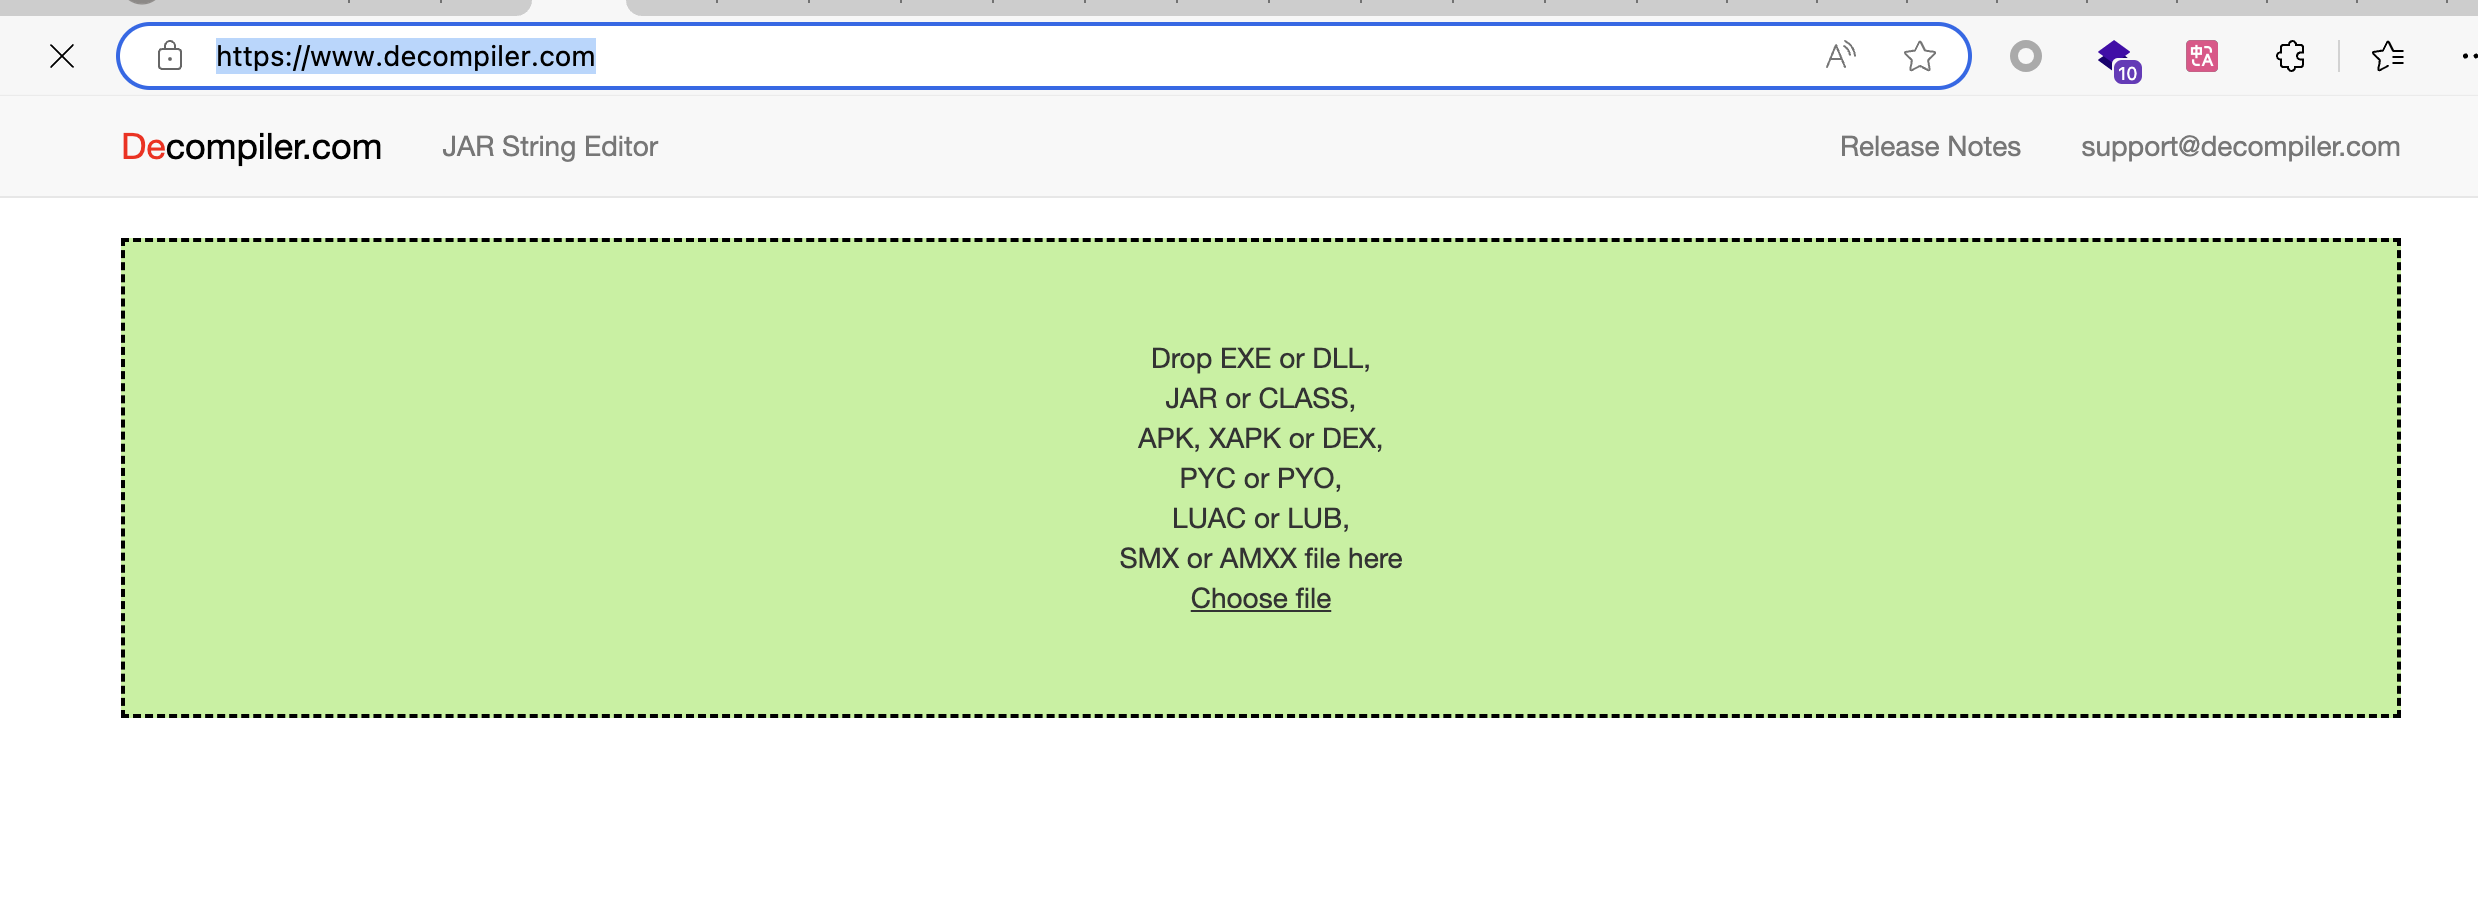 https://www.decompiler.com
10
中A
Decompiler.com
JAR String Editor
Release Notes
support@decompiler.com
Drop EXE or DLL,
JAR or CLASS,
APK, XAPK or DEX,
PYC or PYO,
LUAC or LUB,
SMX or AMXX file here
Choose file